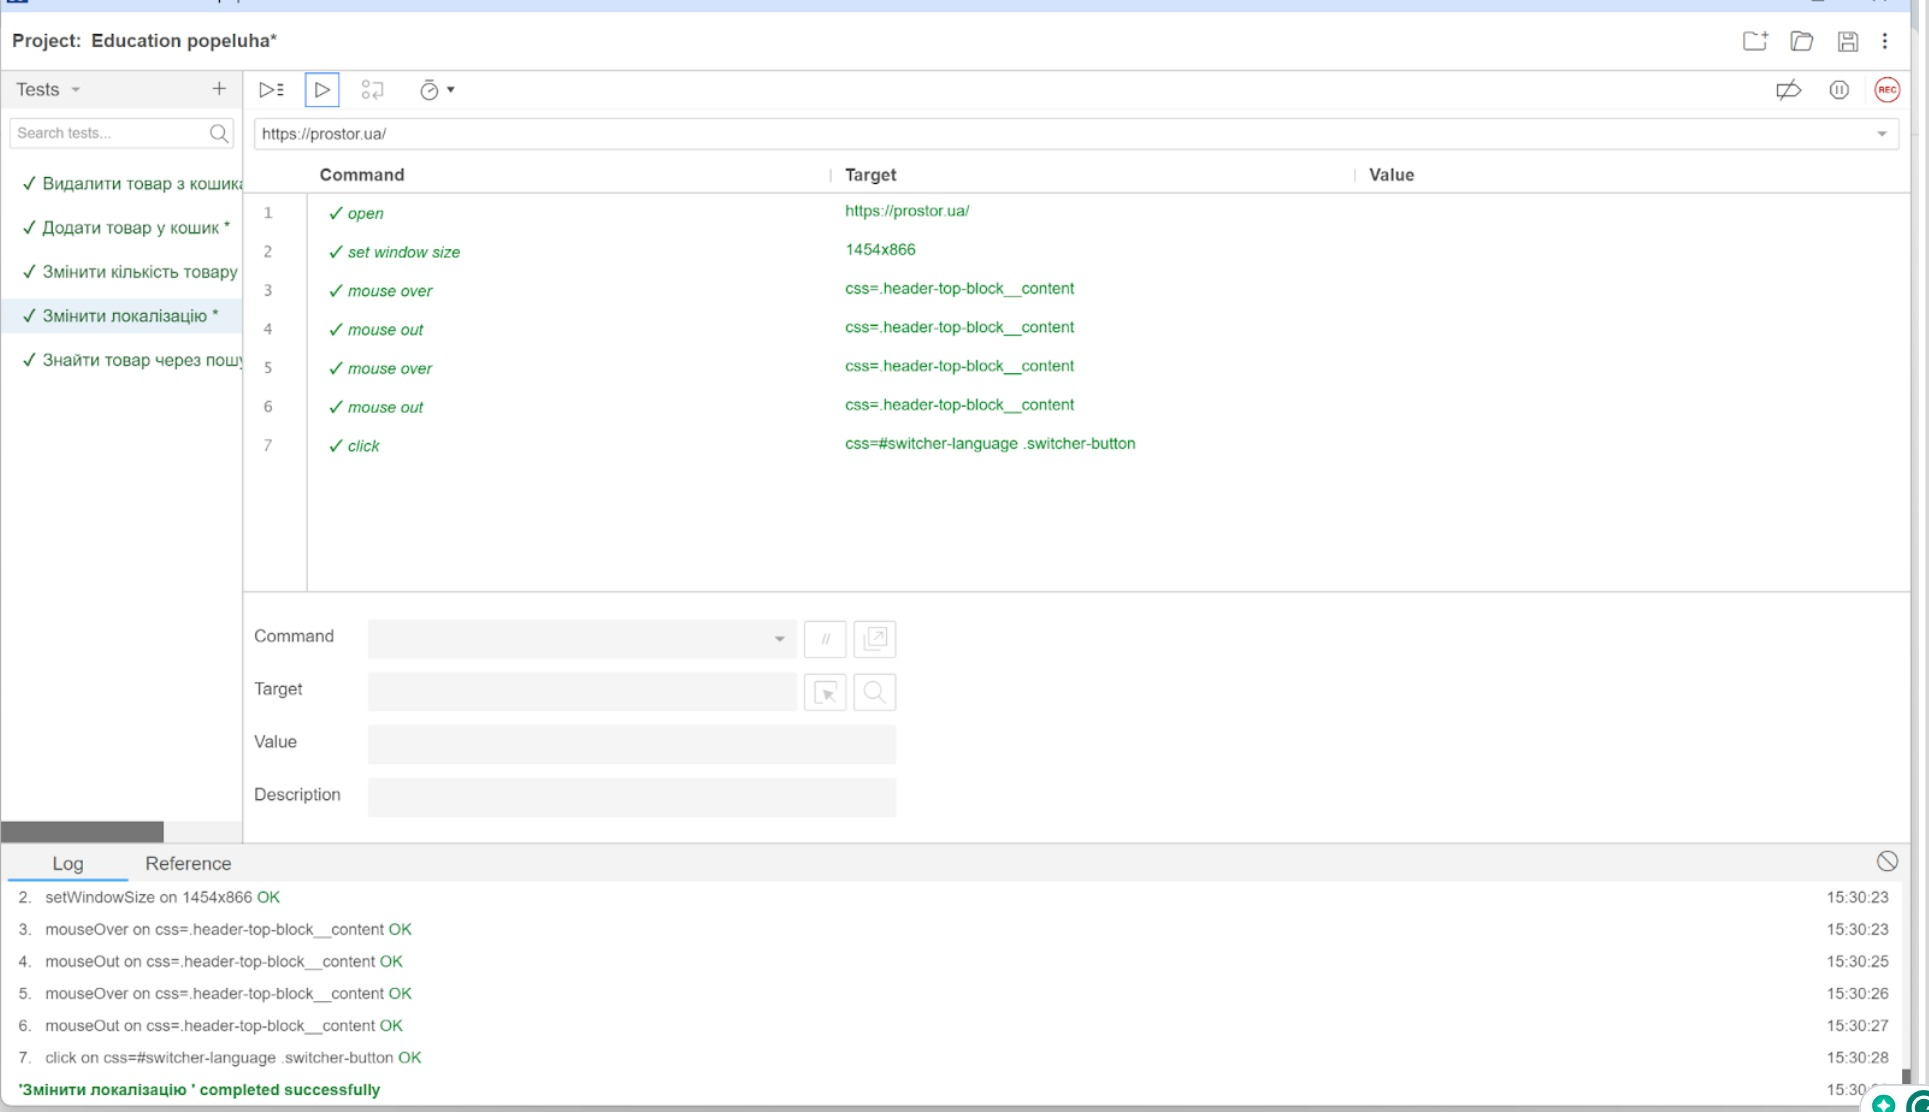 Project: Education popeluha*
Tests
Search tests...
✓ Видалити товар з кошика
✓ Додати товар у кошик *
✓ Змінити кількість товару
✓ Змінити локалізацію *
✓ Знайти товар через пошу
REC
https://prostor.ua/
Command Target Value
1 ✓ open https://prostor.ua/
2 ✓ set window size 1454x866
3 ✓ mouse over css=.header-top-block__content
4 ✓ mouse out css=.header-top-block__content
5 ✓ mouse over css=.header-top-block__content
6 ✓ mouse out css=.header-top-block__content
7 ✓ click css=#switcher-language .switcher-button
Command //
Target
Value
Description
Log Reference
2. setWindowSize on 1454x866 OK 15:30:23
3. mouseOver on css=.header-top-block__content OK 15:30:23
4. mouseOut on css=.header-top-block__content OK 15:30:25
5. mouseOver on css=.header-top-block__content OK 15:30:26
6. mouseOut on css=.header-top-block__content OK 15:30:27
7. click on css=#switcher-language .switcher-button OK 15:30:28
'Змінити локалізацію ' completed successfully 15:30: